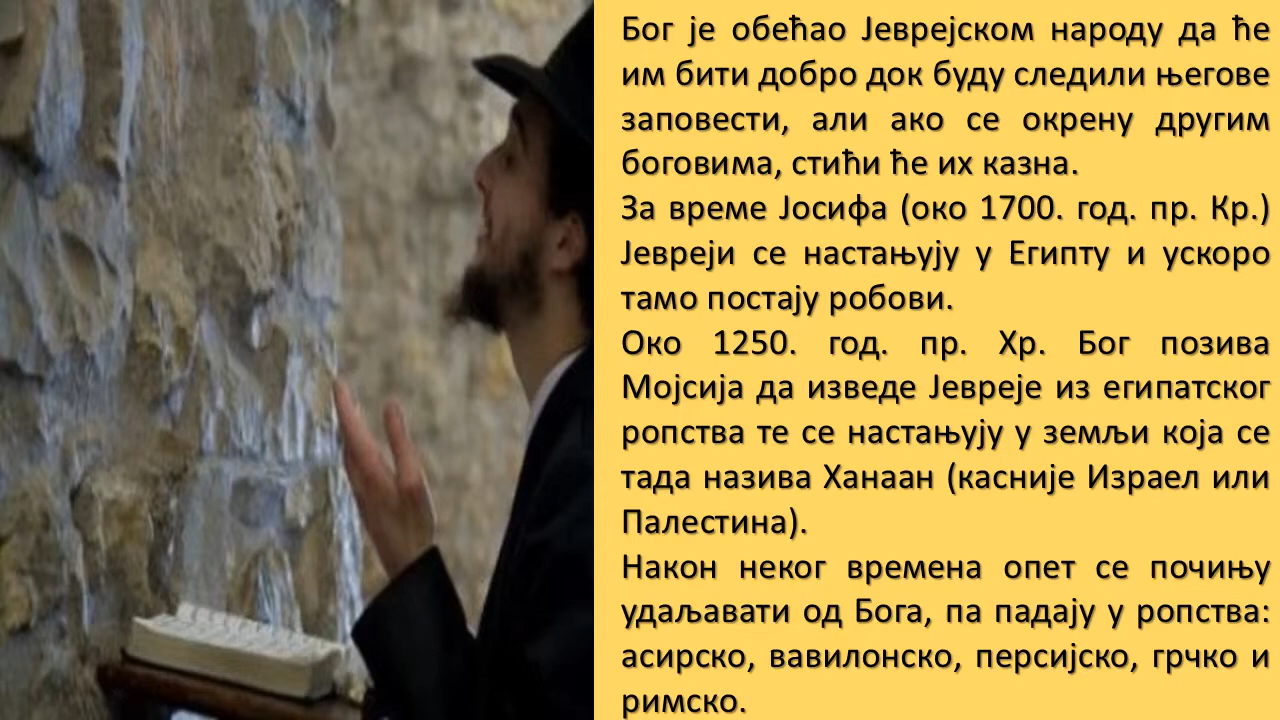 Бог је обећао Јеврејском народу да ће
им бити добро док буду следили његове
заповести, али ако се окрену другим
боговима, стићи ће их казна.
За време Јосифа (око 1700. год. пр. Кр.)
Јевреји се настањују у Египту и ускоро
тамо постају робови.
Око 1250. год. пр. Хр. Бог позива
Мојсија да изведе Јевреје из египатског
ропства те се настањују у земљи која се
тада назива Ханаан (касније Израел или
Палестина).
Након неког времена опет се почињу
удаљавати од Бога, па падају у ропства:
асирско, вавилонско, персијско, грчко и
римско.